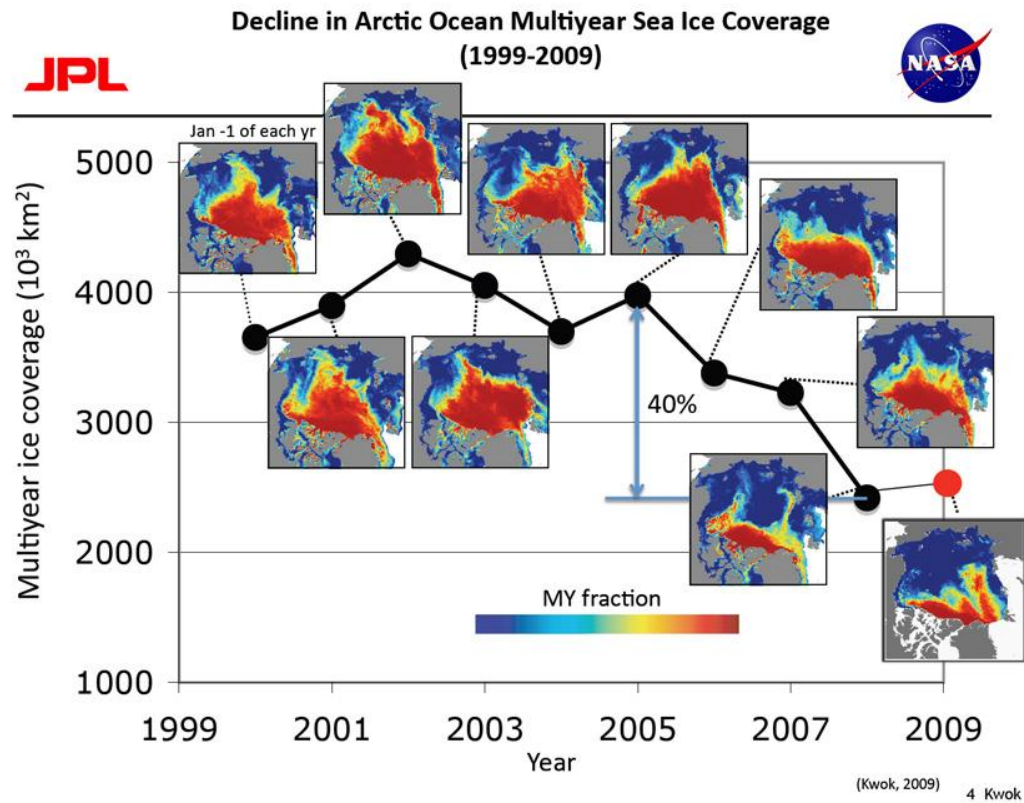 Decline in Arctic Ocean Multiyear Sea Ice Coverage
(1999-2009)
JPL
NASA
Jan -1 of each yr
Multiyear ice coverage (10³ km²)
5000
4000
3000
2000
1000
40%
MY fraction
1999
2001
2003
2005
2007
2009
Year
(Kwok, 2009)
4 Kwok